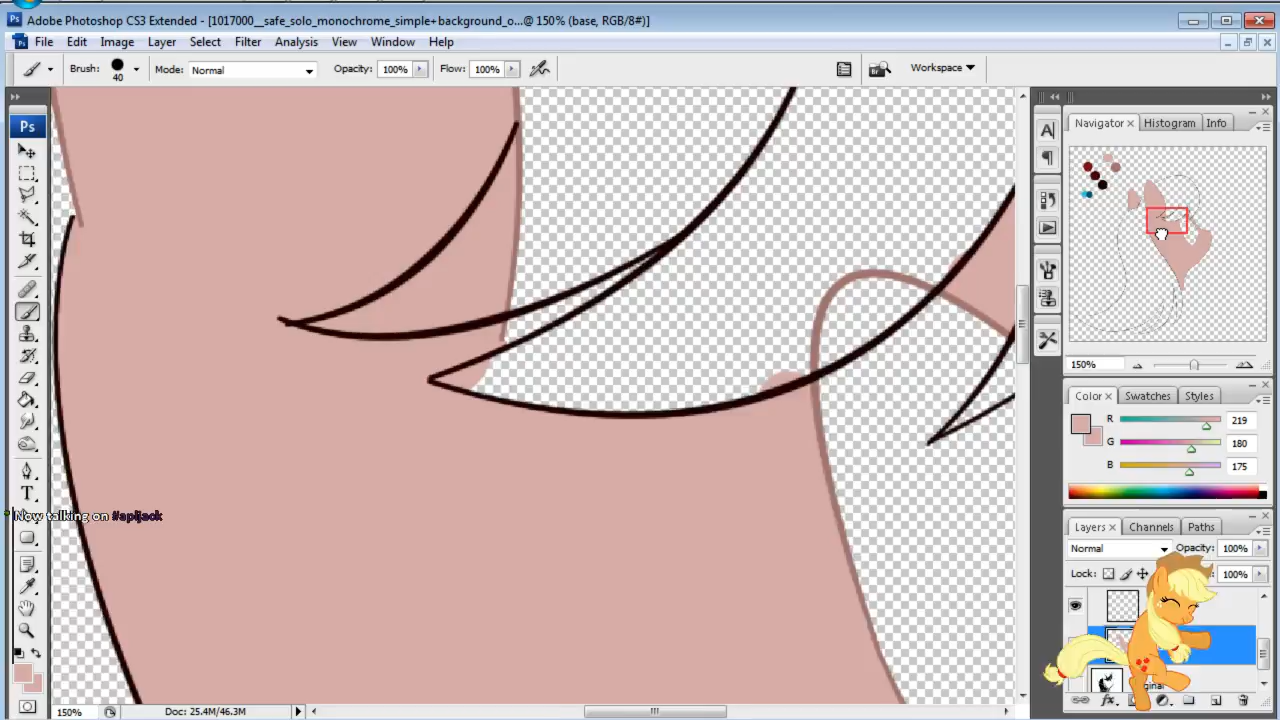 Adobe Photoshop CS3 Extended - [1017000__safe_solo_monochrome_simple+background_o...@ 150% (base, RGB/8#)]
File Edit Image Layer Select Filter Analysis View Window Help
Brush: 40 Mode: Normal Opacity: 100% Flow: 100% Workspace
Ps
Navigator Histogram Info
150%
Color Swatches Styles
R 219
G 180
B 175
Now talking on #apljack
Layers Channels Paths
Normal Opacity: 100%
Lock: 100%
150% Doc: 25.4M/46.3M